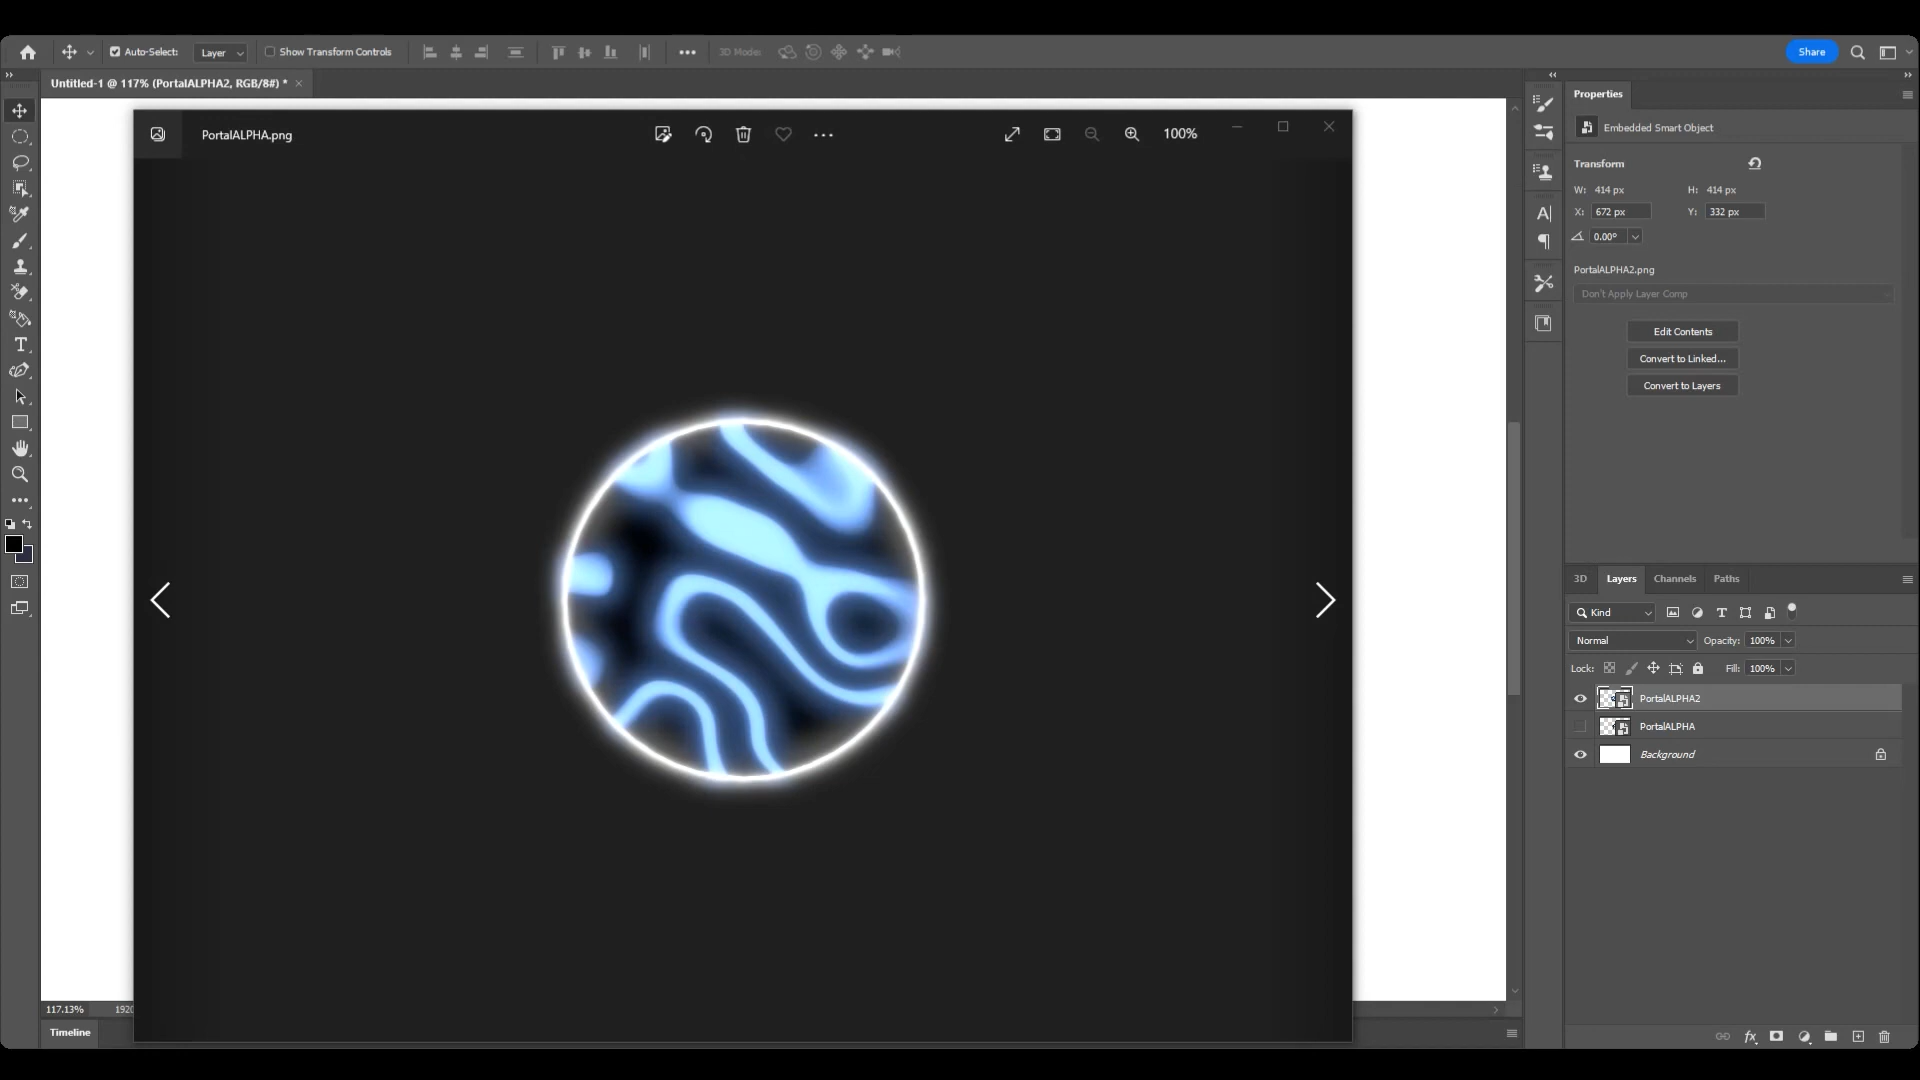 Auto-Select:
Layer
Show Transform Controls
3D Mode:
Share
Untitled-1 @ 117% (PortalALPHA2, RGB/8#) *
PortalALPHA.png
100%
Properties
Embedded Smart Object
Transform
W: 414 px
H: 414 px
X: 672 px
Y: 332 px
0.00°
PortalALPHA2.png
Don't Apply Layer Comp
Edit Contents
Convert to Linked...
Convert to Layers
3D
Layers
Channels
Paths
Kind
Normal
Opacity: 100%
Lock:
Fill: 100%
PortalALPHA2
PortalALPHA
Background
117.13%
1920
Timeline